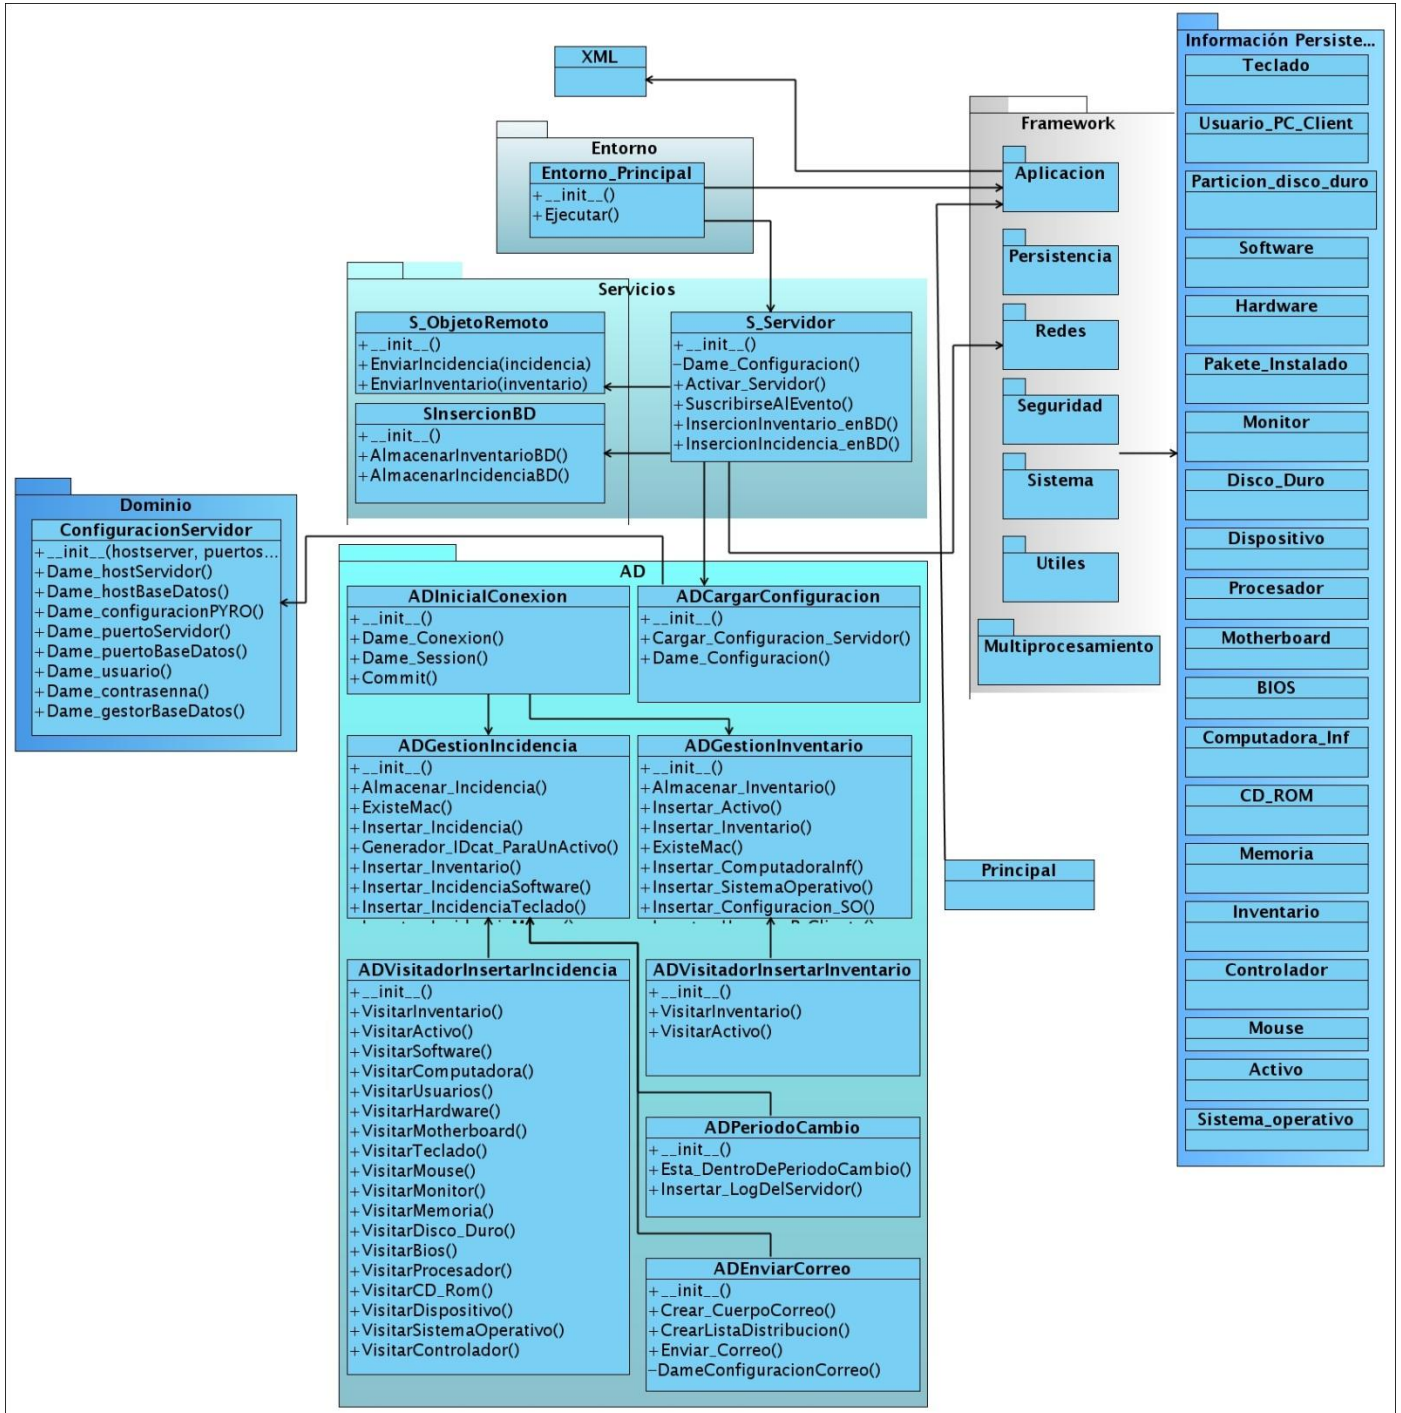 XML
Entorno
Entorno_Principal
+__init__()
+Ejecutar()
Servicios
S_ObjetoRemoto
+__init__()
+EnviarIncidencia(incidencia)
+EnviarInventario(inventario)
SInsercionBD
+__init__()
+AlmacenarInventarioBD()
+AlmacenarIncidenciaBD()
S_Servidor
+__init__()
-Dame_Configuracion()
+Activar_Servidor()
+SuscribirseAlEvento()
+InsercionInventario_enBD()
+InsercionIncidencia_enBD()
Dominio
ConfiguracionServidor
+__init__(hostserver, puertos...
+Dame_hostServidor()
+Dame_hostBaseDatos()
+Dame_configuracionPYRO()
+Dame_puertoServidor()
+Dame_puertoBaseDatos()
+Dame_usuario()
+Dame_contrasenna()
+Dame_gestorBaseDatos()
AD
ADInicialConexion
+__init__()
+Dame_Conexion()
+Dame_Session()
+Commit()
ADCargarConfiguracion
+__init__()
+Cargar_Configuracion_Servidor()
+Dame_Configuracion()
ADGestionIncidencia
+__init__()
+Almacenar_Incidencia()
+ExisteMac()
+Insertar_Incidencia()
+Generador_IDcat_ParaUnActivo()
+Insertar_Inventario()
+Insertar_IncidenciaSoftware()
+Insertar_IncidenciaTeclado()
ADGestionInventario
+__init__()
+Almacenar_Inventario()
+Insertar_Activo()
+Insertar_Inventario()
+ExisteMac()
+Insertar_ComputadoraInf()
+Insertar_SistemaOperativo()
+Insertar_Configuracion_SO()
ADVisitadorInsertarIncidencia
+__init__()
+VisitarInventario()
+VisitarActivo()
+VisitarSoftware()
+VisitarComputadora()
+VisitarUsuarios()
+VisitarHardware()
+VisitarMotherboard()
+VisitarTeclado()
+VisitarMouse()
+VisitarMonitor()
+VisitarMemoria()
+VisitarDisco_Duro()
+VisitarBios()
+VisitarProcesador()
+VisitarCD_Rom()
+VisitarDispositivo()
+VisitarSistemaOperativo()
+VisitarControlador()
ADVisitadorInsertarInventario
+__init__()
+VisitarInventario()
+VisitarActivo()
ADPeriodoCambio
+__init__()
+Esta_DentroDePeriodoCambio()
+Insertar_LogDelServidor()
ADEnviarCorreo
+__init__()
+Crear_CuerpoCorreo()
+CrearListaDistribucion()
+Enviar_Correo()
-DameConfiguracionCorreo()
Framework
Aplicacion
Persistencia
Redes
Seguridad
Sistema
Utiles
Multiprocesamiento
Principal
Información Persiste...
Teclado
Usuario_PC_Client
Particion_disco_duro
Software
Hardware
Pakete_Instalado
Monitor
Disco_Duro
Dispositivo
Procesador
Motherboard
BIOS
Computadora_Inf
CD_ROM
Memoria
Inventario
Controlador
Mouse
Activo
Sistema_operativo